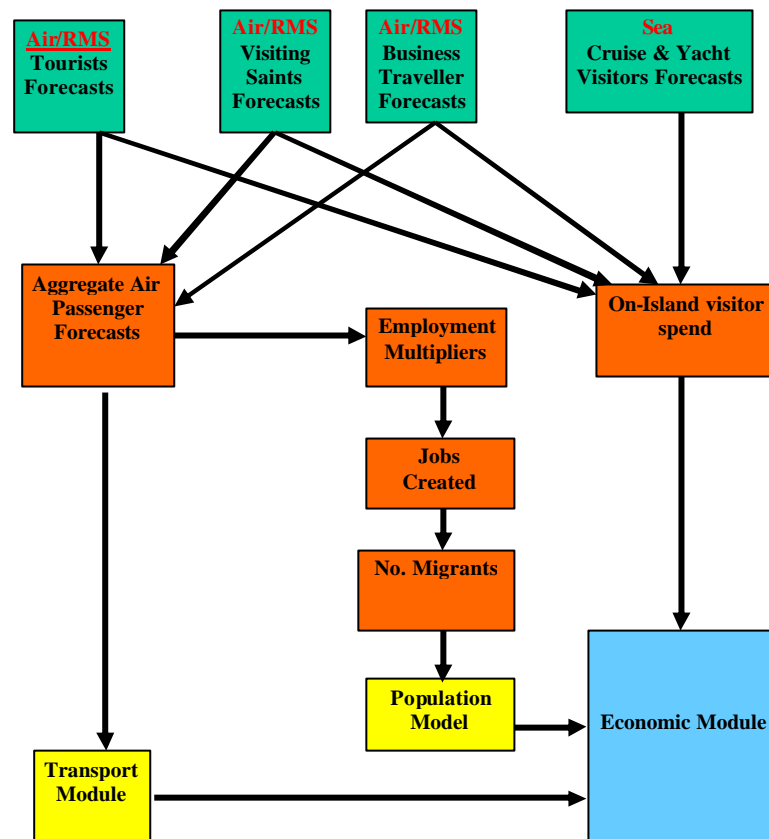 Air/RMS
Tourists
Forecasts
Air/RMS
Visiting
Saints
Forecasts
Air/RMS
Business
Traveller
Forecasts
Sea
Cruise & Yacht
Visitors Forecasts
Aggregate Air
Passenger
Forecasts
Employment
Multipliers
On-Island visitor
spend
Jobs
Created
No. Migrants
Population
Model
Economic Module
Transport
Module